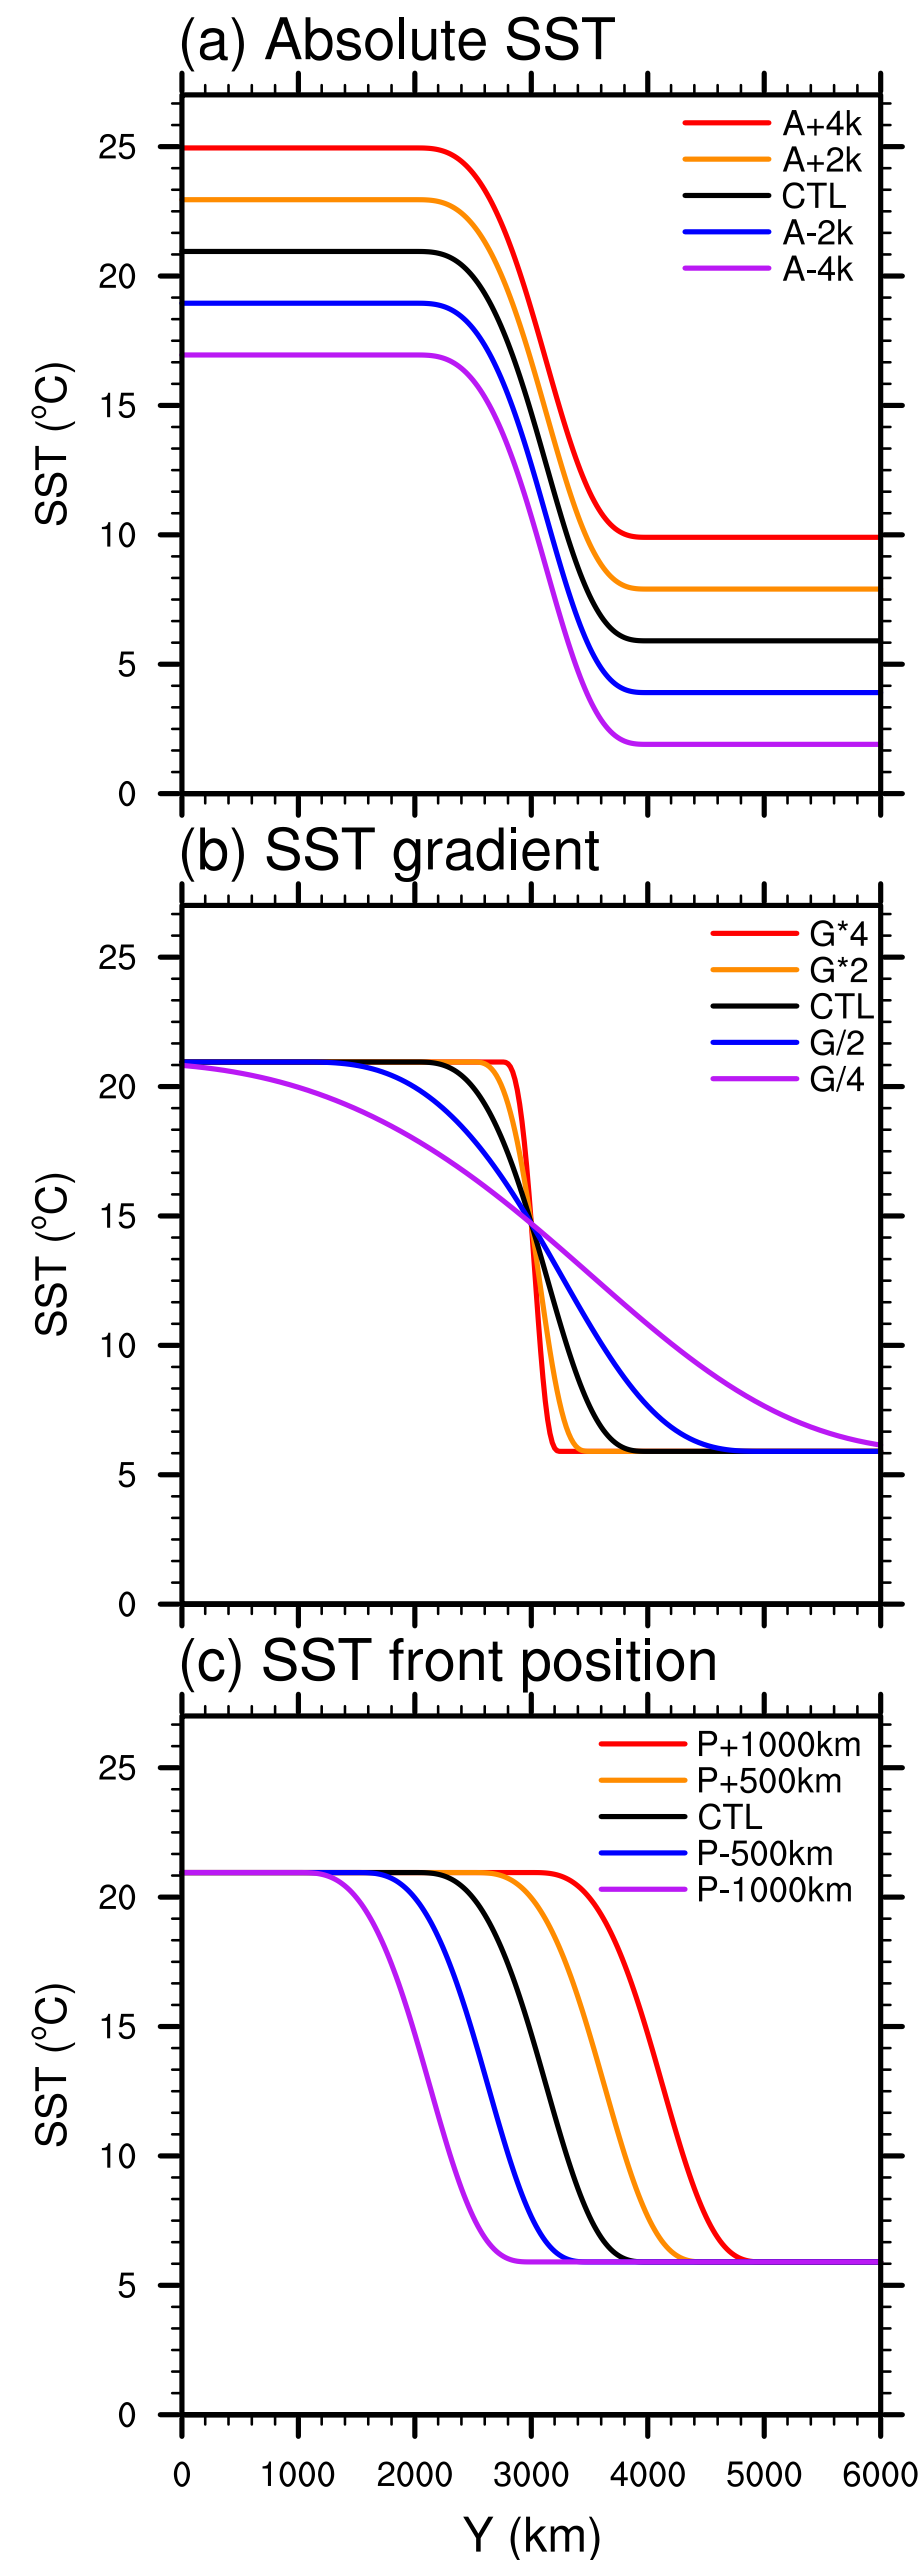 (a) Absolute SST
A+4k
A+2k
CTL
A-2k
A-4k
25
20
15
10
5
0
SST (°C)
(b) SST gradient
G*4
G*2
CTL
G/2
G/4
25
20
15
10
5
0
SST (°C)
(c) SST front position
P+1000km
P+500km
CTL
P-500km
P-1000km
25
20
15
10
5
0
SST (°C)
0 1000 2000 3000 4000 5000 6000
Y (km)